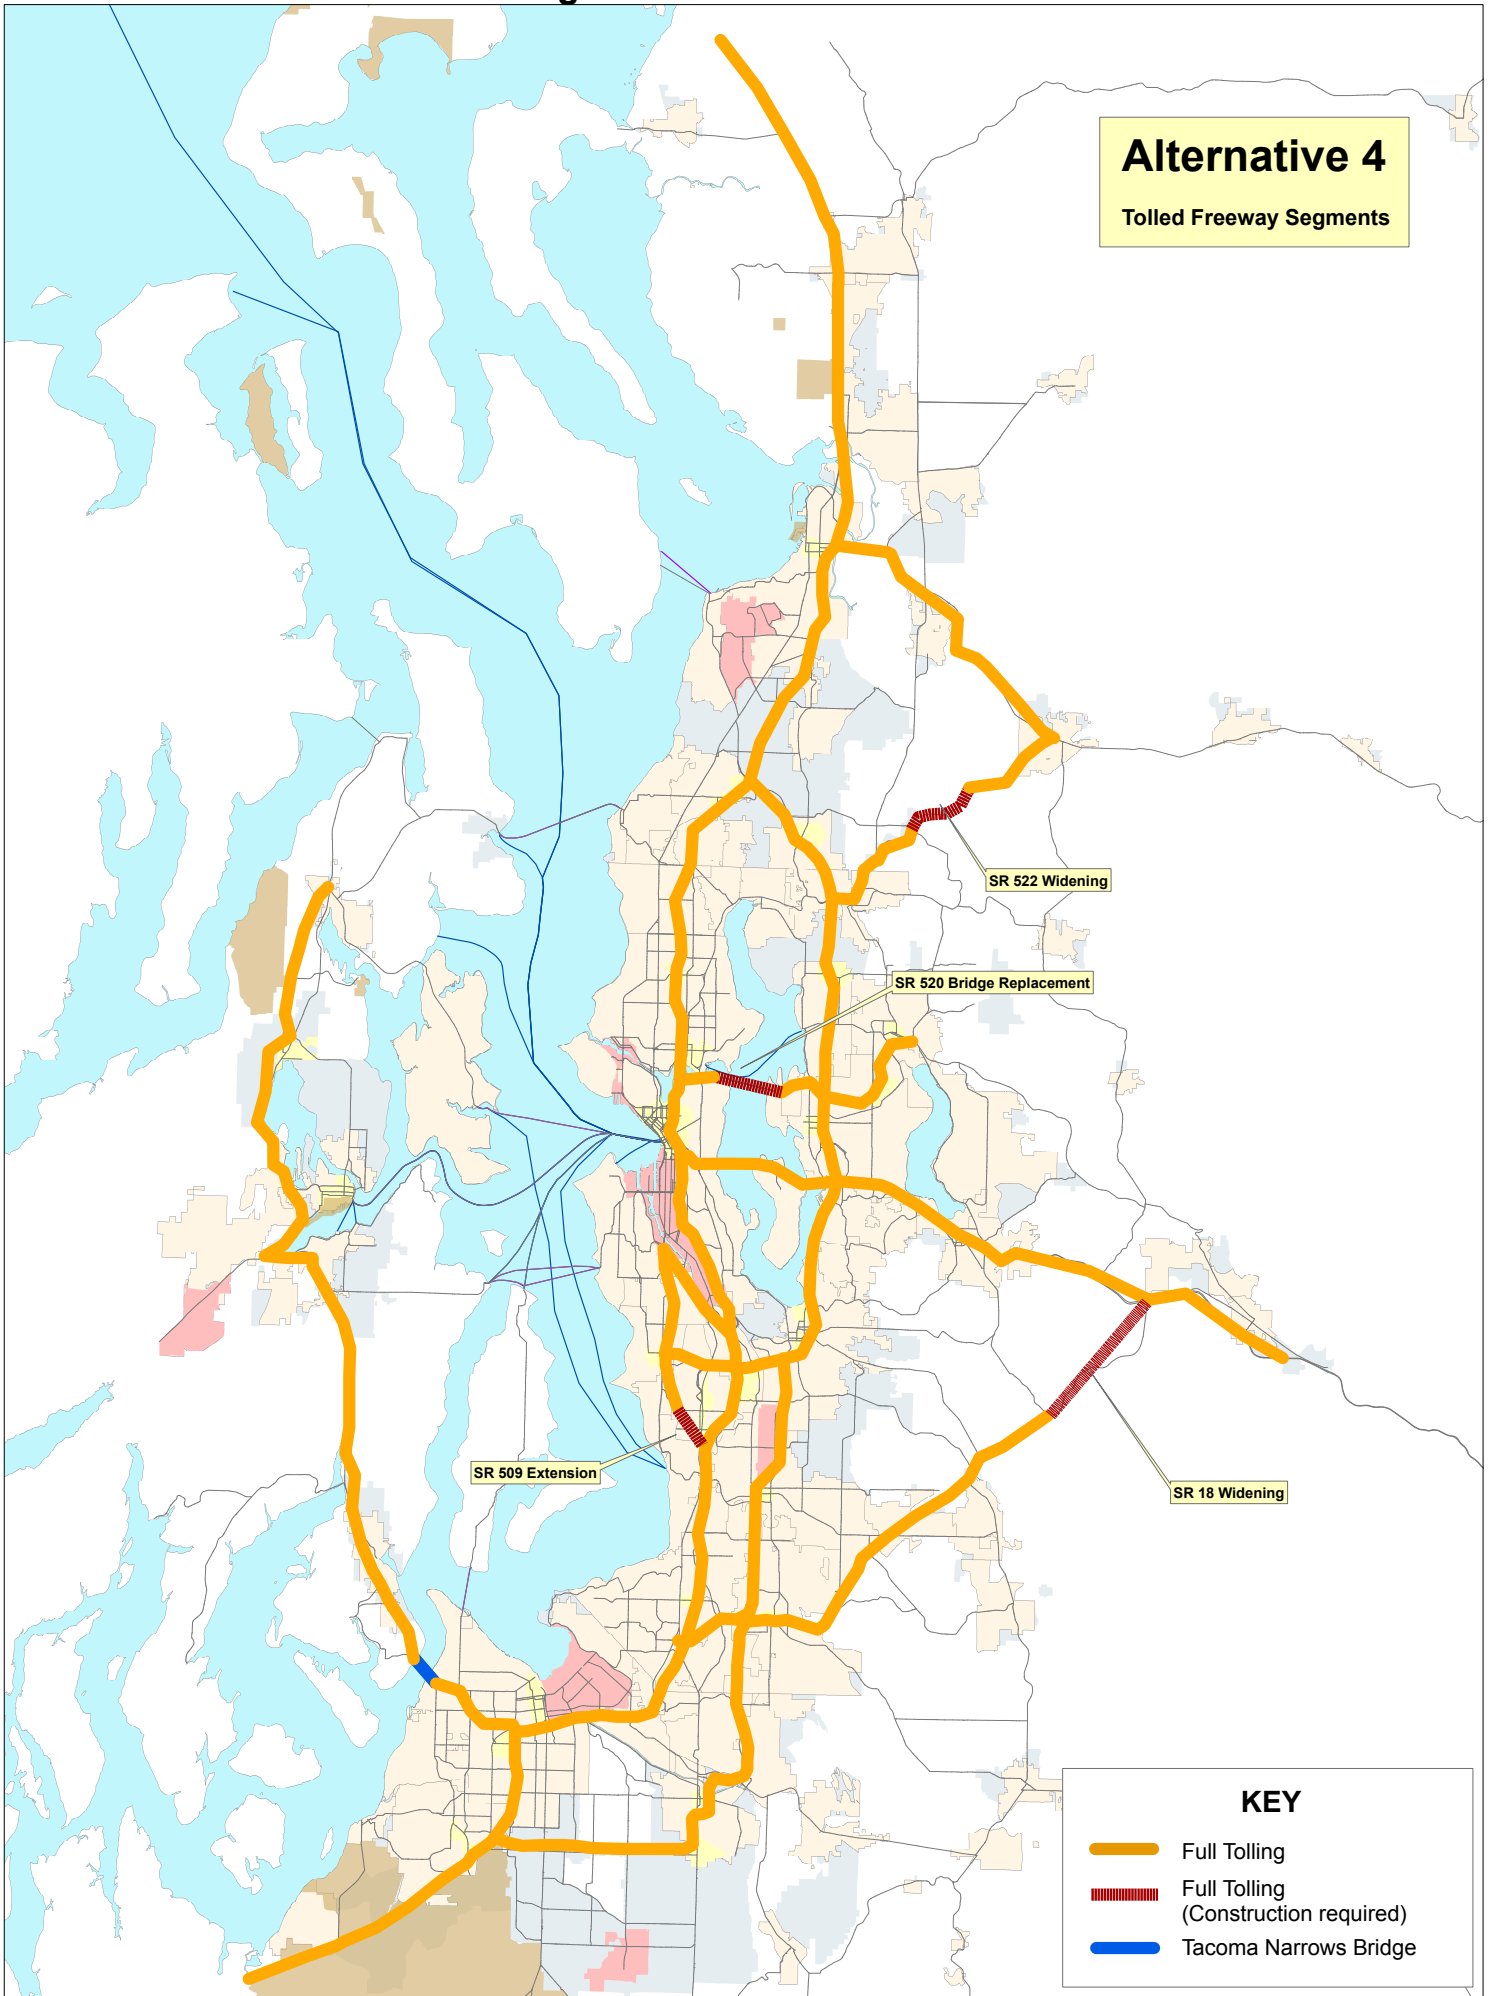 Alternative 4
Tolled Freeway Segments
SR 522 Widening
SR 520 Bridge Replacement
SR 509 Extension
SR 18 Widening
KEY
Full Tolling
Full Tolling
(Construction required)
Tacoma Narrows Bridge